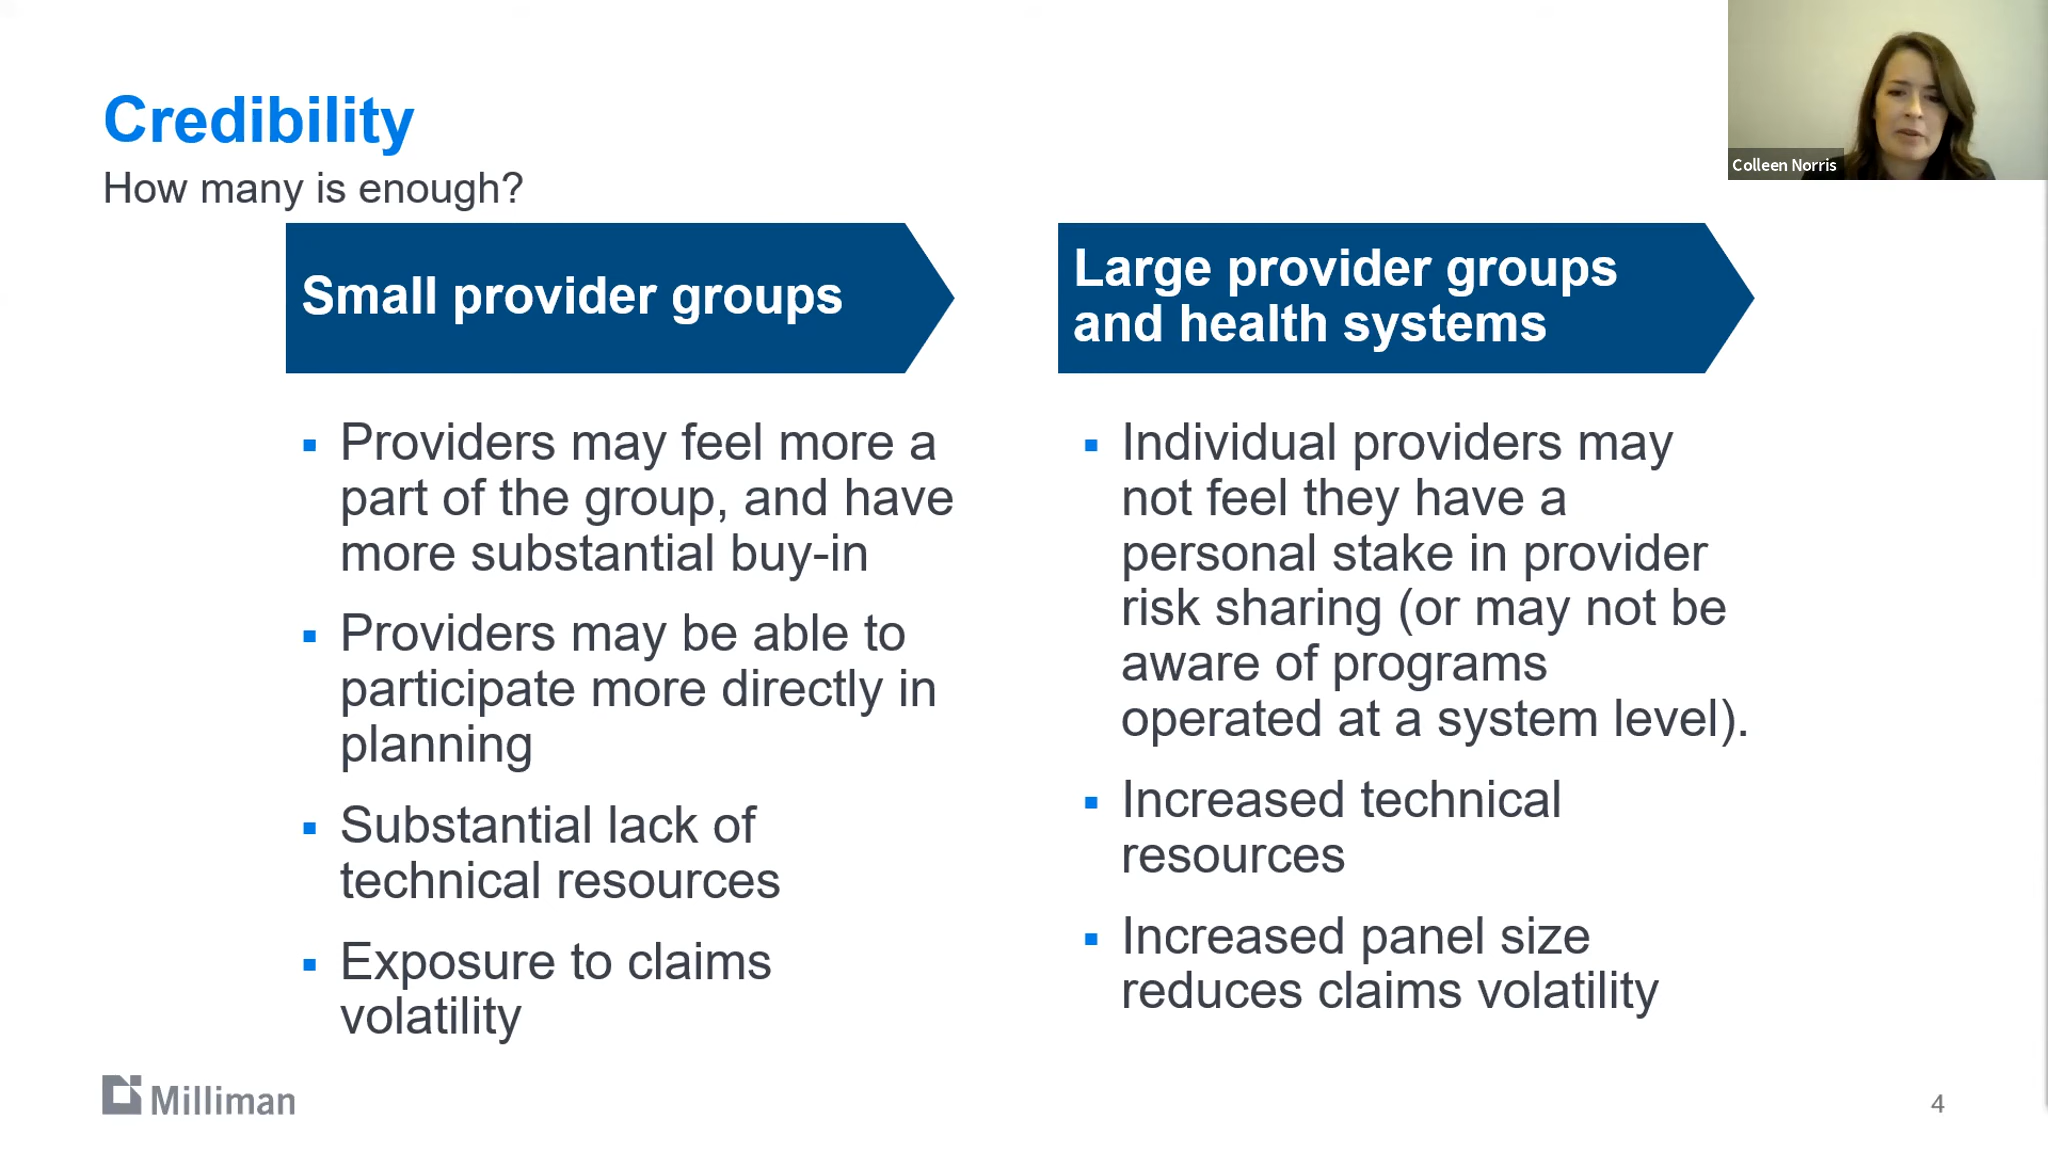 Credibility
How many is enough?
Colleen Norris
Small provider groups
▪ Providers may feel more a
part of the group, and have
more substantial buy-in
▪ Providers may be able to
participate more directly in
planning
▪ Substantial lack of
technical resources
▪ Exposure to claims
volatility
Large provider groups
and health systems
▪ Individual providers may
not feel they have a
personal stake in provider
risk sharing (or may not be
aware of programs
operated at a system level).
▪ Increased technical
resources
▪ Increased panel size
reduces claims volatility
Milliman
4